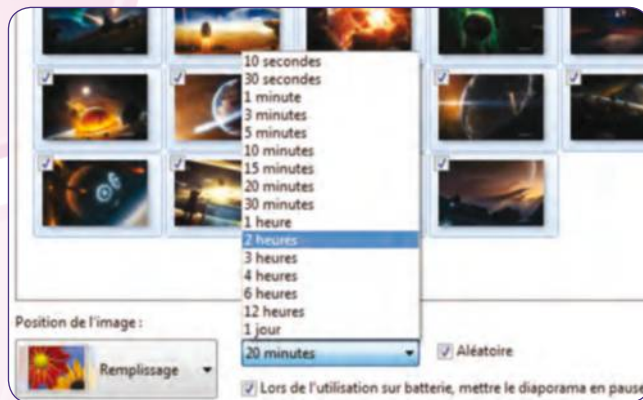 10 secondes
30 secondes
1 minute
3 minutes
5 minutes
10 minutes
15 minutes
20 minutes
30 minutes
1 heure
2 heures
3 heures
4 heures
6 heures
12 heures
1 jour
Position de l'image :
Remplissage
20 minutes
Aléatoire
Lors de l'utilisation sur batterie, mettre le diaporama en pause